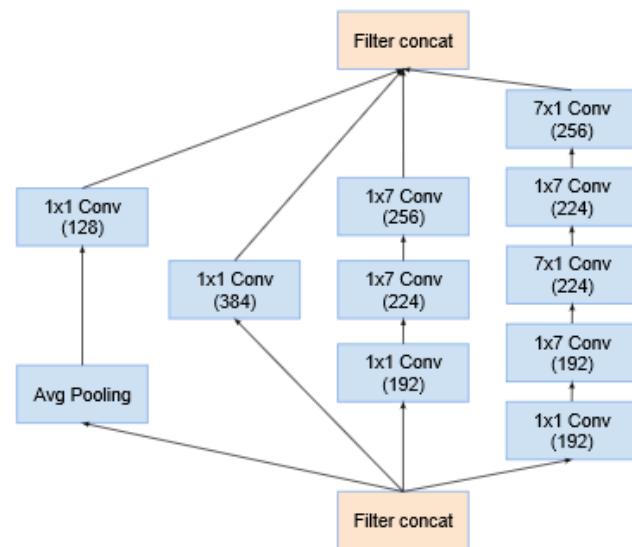 Filter concat
1x1 Conv
(128)
Avg Pooling
1x1 Conv
(384)
1x7 Conv
(256)
1x7 Conv
(224)
1x1 Conv
(192)
7x1 Conv
(256)
1x7 Conv
(224)
7x1 Conv
(224)
1x7 Conv
(192)
1x1 Conv
(192)
Filter concat